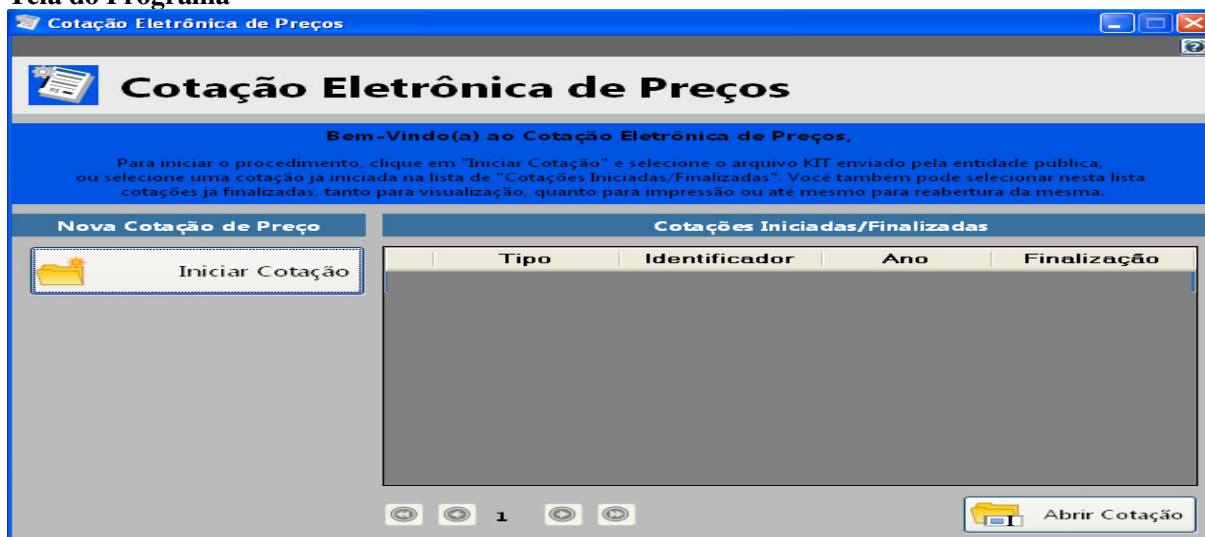 Tela do Programa
Cotação Eletrônica de Preços
Cotação Eletrônica de Preços
Bem-Vindo(a) ao Cotação Eletrônica de Preços,
Para iniciar o procedimento, clique em "Iniciar Cotação" e selecione o arquivo KIT enviado pela entidade publica,
ou selecione uma cotação já iniciada na lista de "Cotações Iniciadas/Finalizadas". Você também pode selecionar nesta lista
cotações já finalizadas, tanto para visualização, quanto para impressão ou até mesmo para reabertura da mesma.
Nova Cotação de Preço
Cotações Iniciadas/Finalizadas
Iniciar Cotação
Tipo Identificador Ano Finalização
1
Abrir Cotação